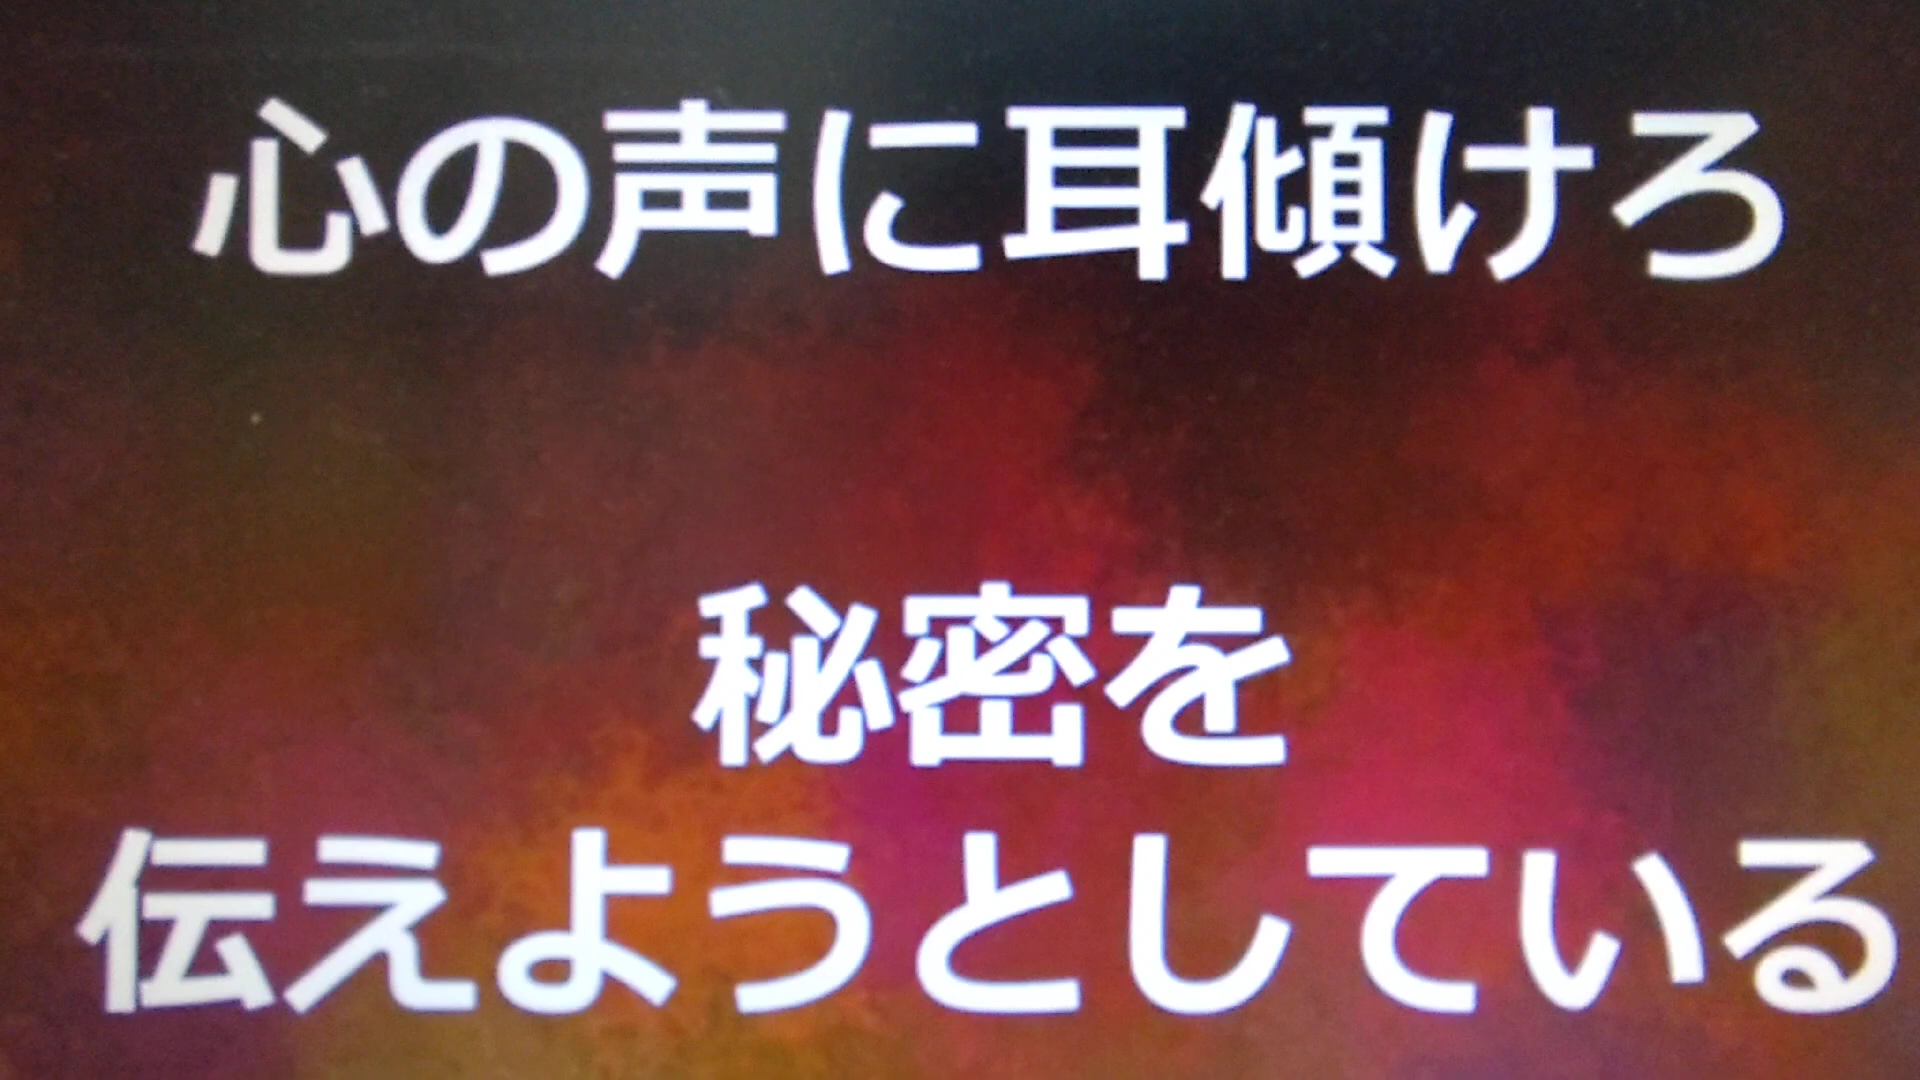 心の声に耳傾けろ
秘密を
伝えようとしている